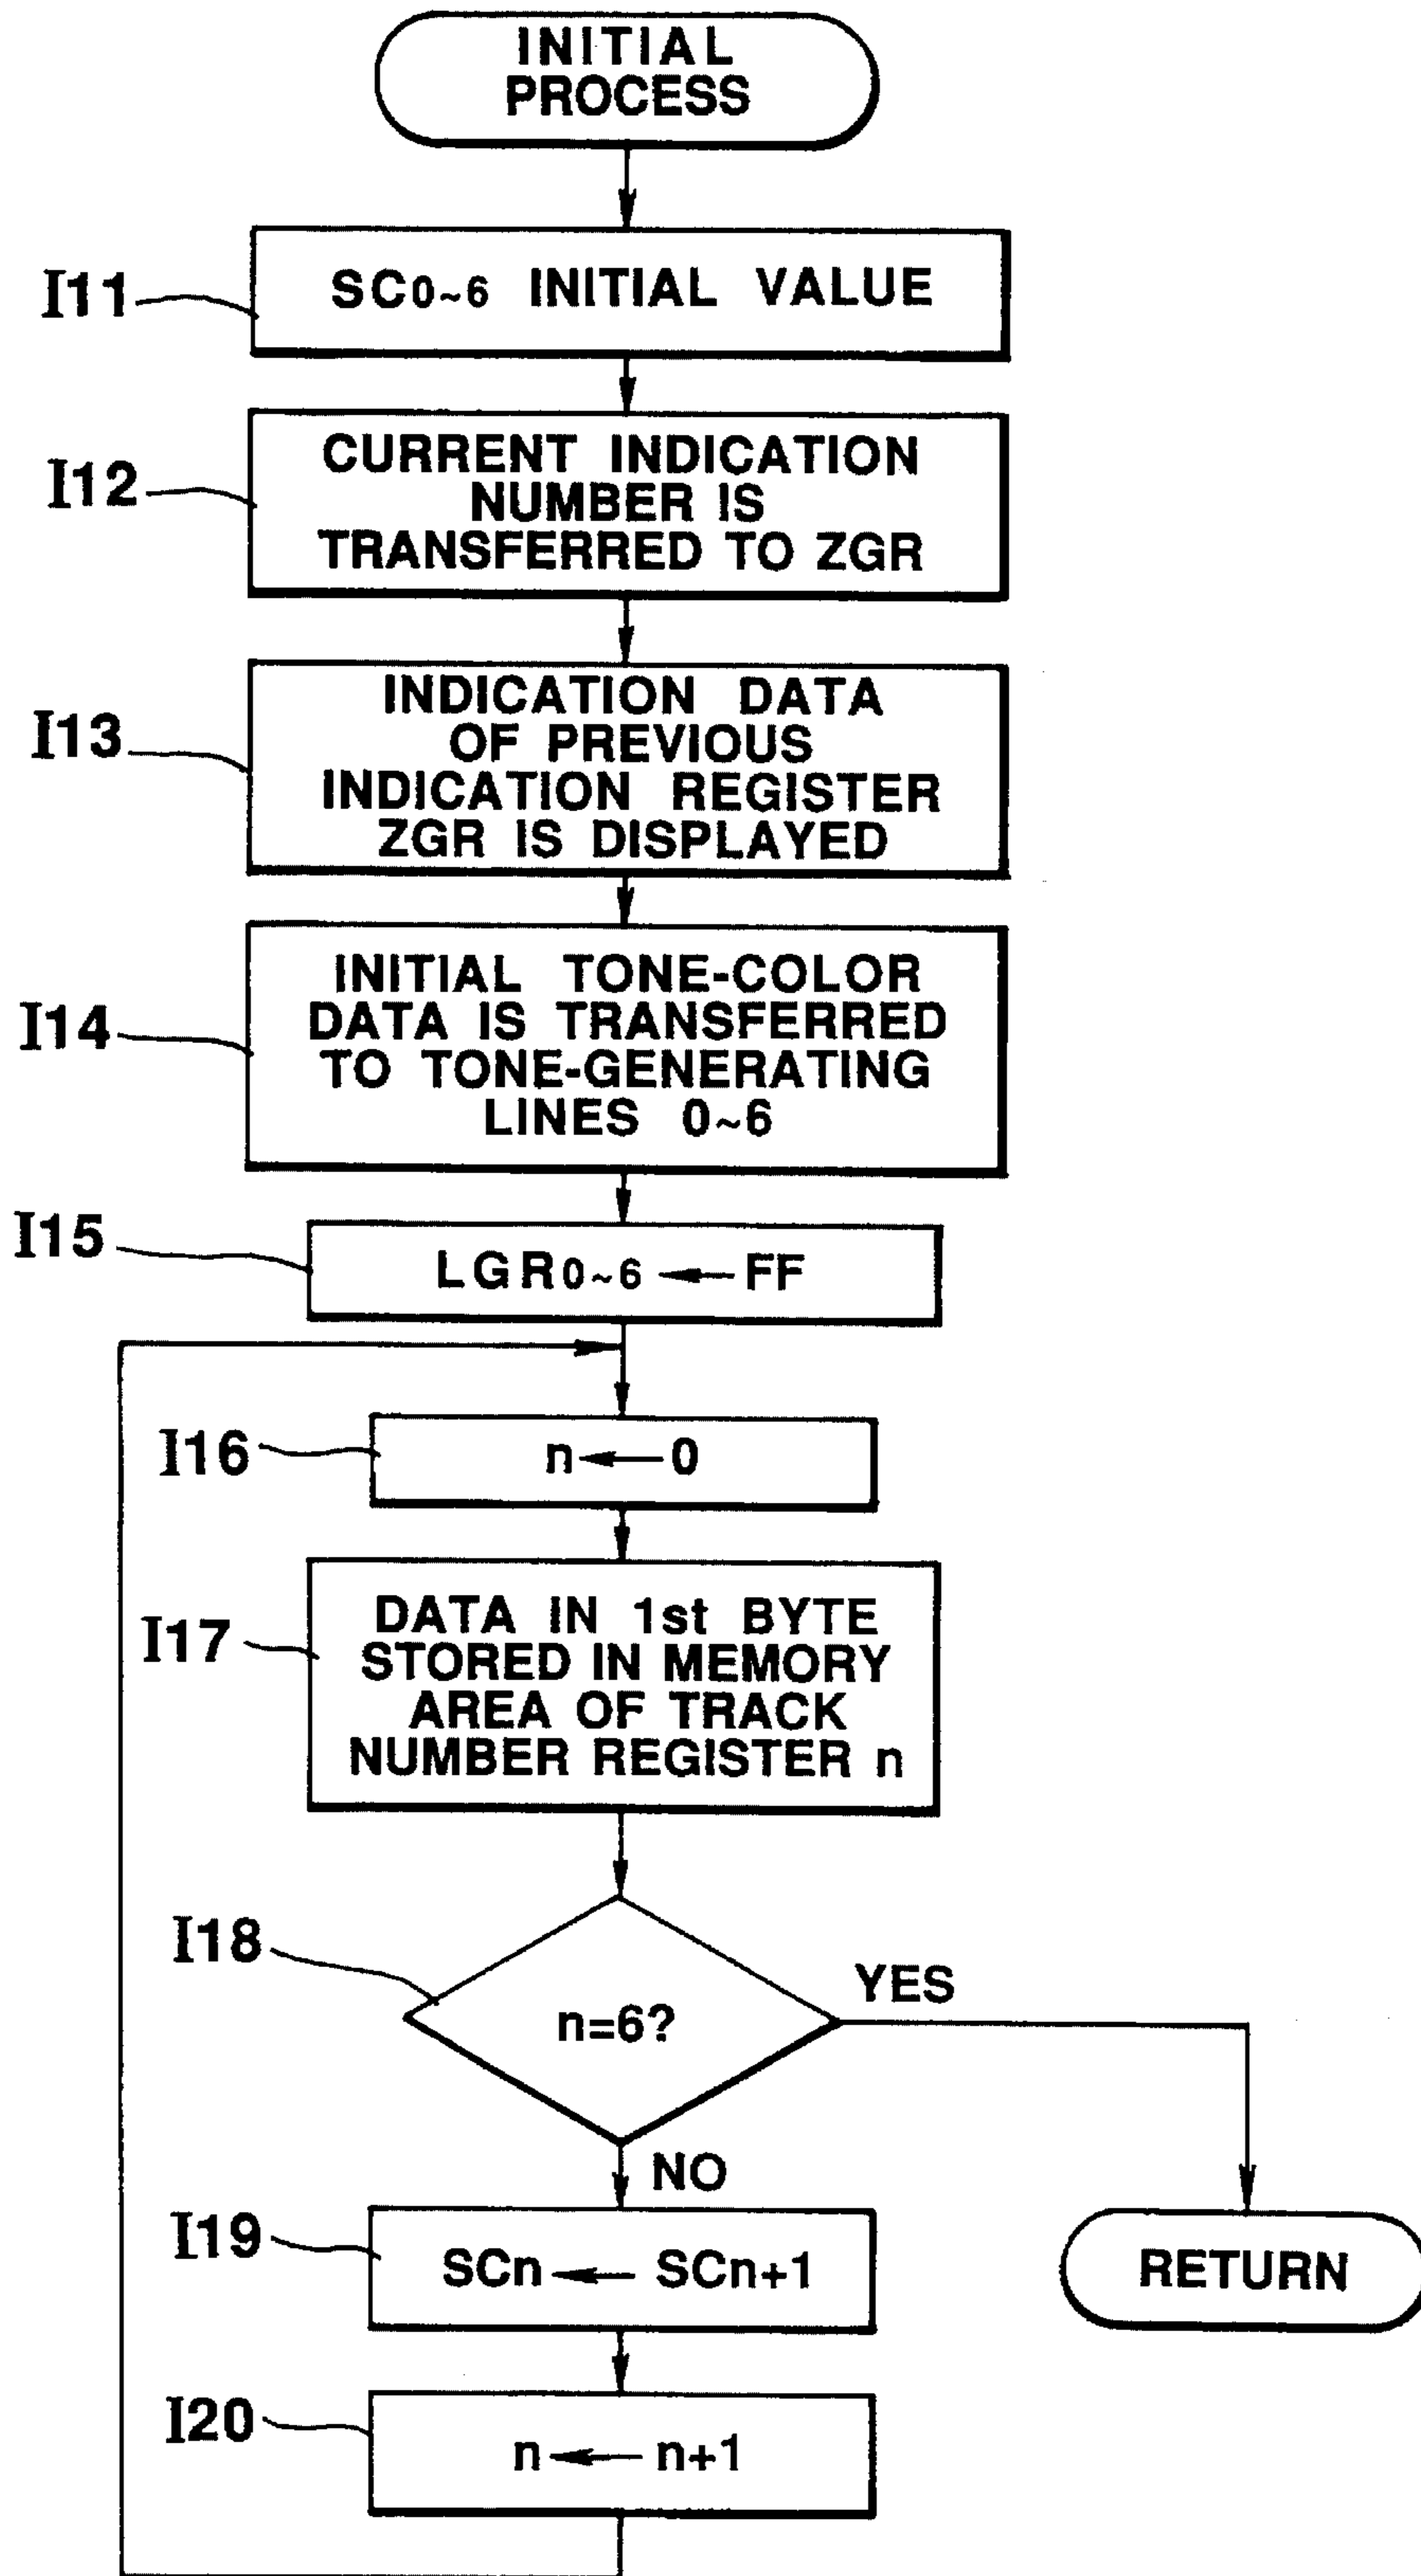 INITIAL
PROCESS
I11
SC0~6 INITIAL VALUE
I12
CURRENT INDICATION
NUMBER IS
TRANSFERRED TO ZGR
I13
INDICATION DATA
OF PREVIOUS
INDICATION REGISTER
ZGR IS DISPLAYED
I14
INITIAL TONE-COLOR
DATA IS TRANSFERRED
TO TONE-GENERATING
LINES 0~6
I15
LGR0~6 ← FF
I16
n ← 0
I17
DATA IN 1st BYTE
STORED IN MEMORY
AREA OF TRACK
NUMBER REGISTER n
I18
n=6?
YES
NO
I19
SCn ← SCn+1
RETURN
I20
n ← n+1